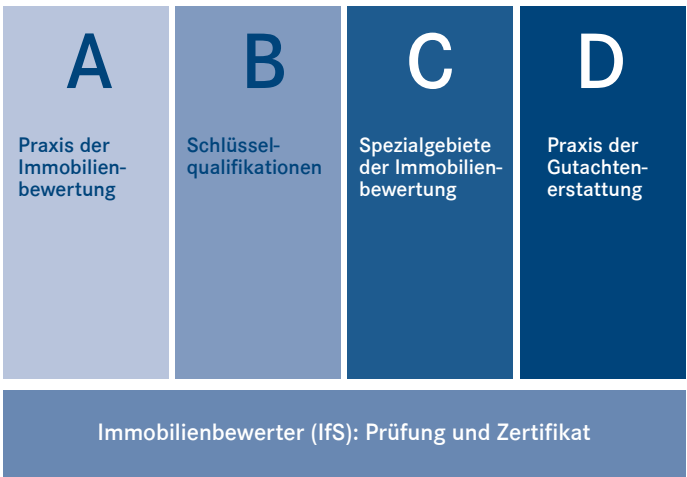 A
Praxis der
Immobilien-
bewertung
B
Schlüssel-
qualifikationen
C
Spezialgebiete
der Immobilien-
bewertung
D
Praxis der
Gutachten-
erstattung
Immobilienbewerter (IfS): Prüfung und Zertifikat